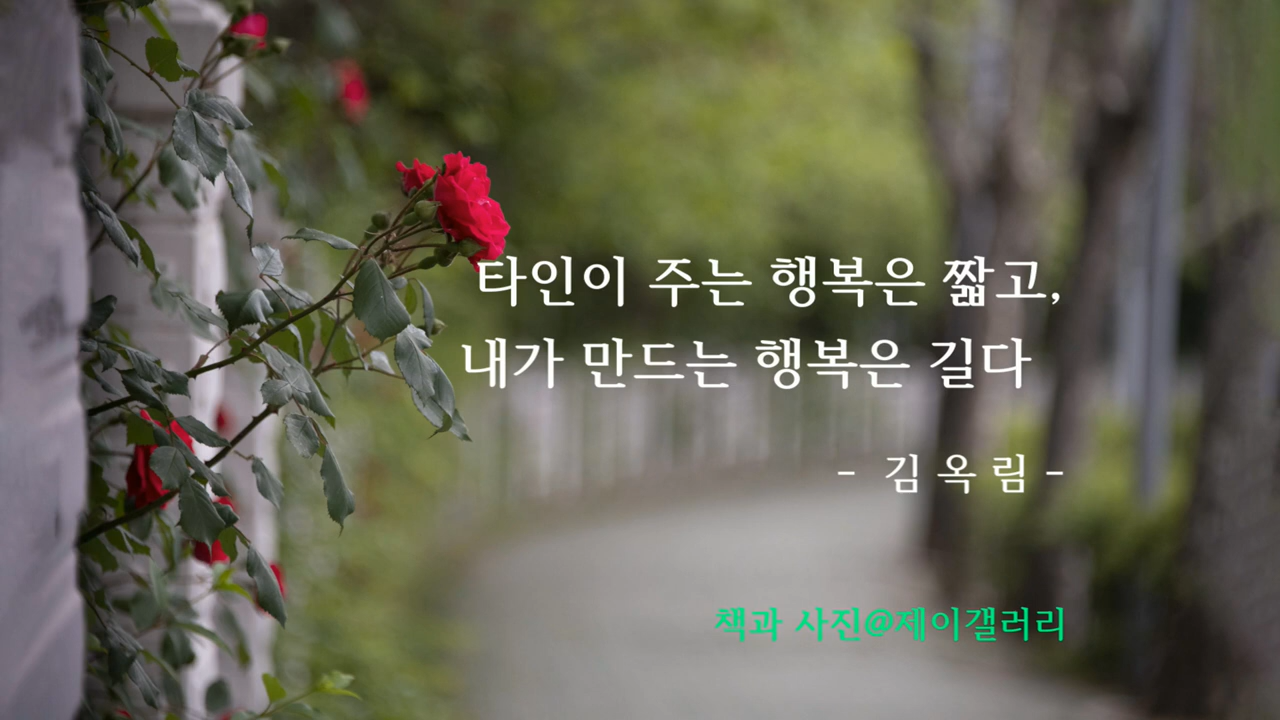 타인이 주는 행복은 짧고,
내가 만드는 행복은 길다
- 김 옥 림 -
책과 사진@제이갤러리